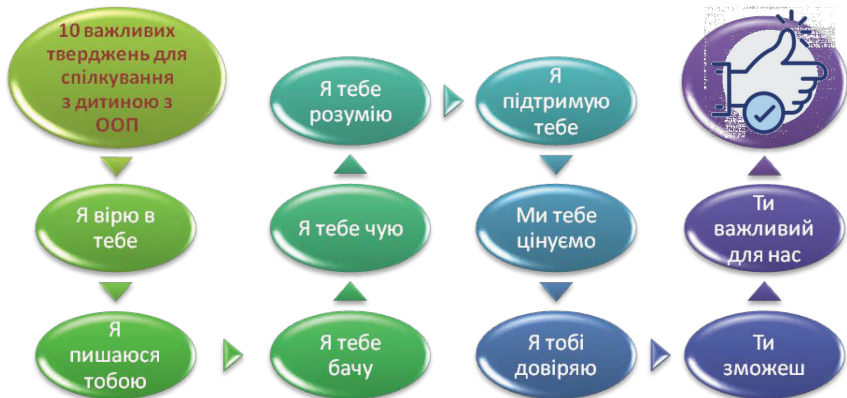 10 важливих
тверджень для
спілкування
з дитиною з
ООП
Я вірю в
тебе
Я
пишаюся
тобою
Я тебе
бачу
Я тебе чую
Я тебе
розумію
Я
підтримую
тебе
Ми тебе
цінуємо
Я тобі
довіряю
Ти
зможеш
Ти
важливий
для нас